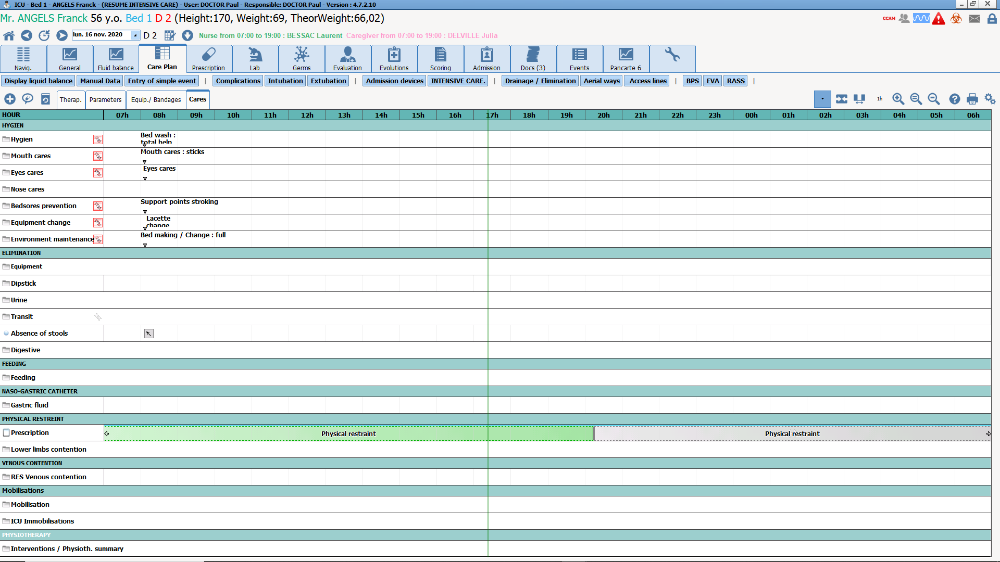 ICU - Bed 1 - ANGELS Franck - (RESUME INTENSIVE CARE) - User: DOCTOR Paul - Responsible: DOCTOR Paul - Version : 4.7.2.10
Mr. ANGELS Franck 56 y.o. Bed 1 D 2 (Height:170, Weight:69, TheorWeight:66,02) CCAM
lun. 16 nov. 2020 D 2 Nurse from 07:00 to 19:00 : BESSAC Laurent Caregiver from 07:00 to 19:00 : DELVILLE Julia
Navig. General Fluid balance Care Plan Prescription Lab Germs Evaluation Evolutions Scoring Admission Docs (3) Events Pancarte 6
Display liquid balance Manual Data Entry of simple event | Complications Intubation Extubation | Admission devices INTENSIVE CARE. | Drainage / Elimination Aerial ways Access lines | BPS EVA RASS |
Therap. Parameters Equip./ Bandages Cares 1h
HOUR 07h 08h 09h 10h 11h 12h 13h 14h 15h 16h 17h 18h 19h 20h 21h 22h 23h 00h 01h 02h 03h 04h 05h 06h
HYGIEN
Hygien Bed wash :
total help
Mouth cares Mouth cares : sticks
Eyes cares Eyes cares
Nose cares
Bedsores prevention Support points stroking
Equipment change Lacette
change
Environment maintenance Bed making / Change : full
ELIMINATION
Equipment
Dipstick
Urine
Transit
Absence of stools
Digestive
FEEDING
Feeding
NASO-GASTRIC CATHETER
Gastric fluid
PHYSICAL RESTREINT
Prescription Physical restraint Physical restraint
Lower limbs contention
VENOUS CONTENTION
RES Venous contention
Mobilisations
Mobilisation
ICU Immobilisations
PHYSIOTHERAPY
Interventions / Physioth. summary